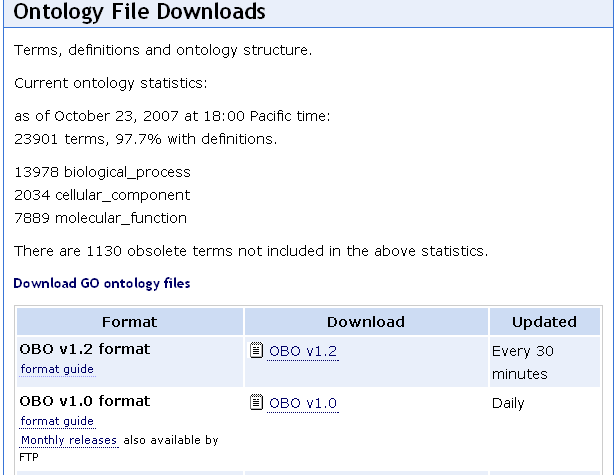 Ontology File Downloads
Terms, definitions and ontology structure.
Current ontology statistics:
as of October 23, 2007 at 18:00 Pacific time:
23901 terms, 97.7% with definitions.
13978 biological_process
2034 cellular_component
7889 molecular_function
There are 1130 obsolete terms not included in the above statistics.
Download GO ontology files
Format Download Updated
OBO v1.2 format OBO v1.2 Every 30
format guide minutes
OBO v1.0 format OBO v1.0 Daily
format guide
Monthly releases also available by
FTP